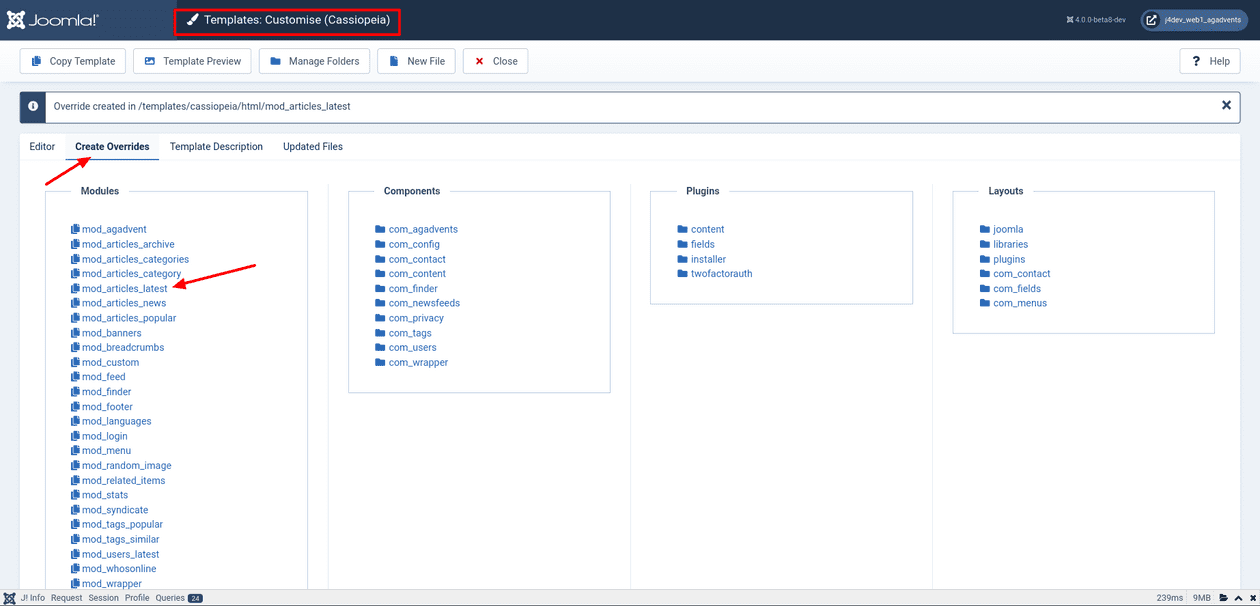 Joomla!®
Templates: Customise (Cassiopeia)
4.0.0-beta8-dev
j4dev_web1_agadvents
Copy Template
Template Preview
Manage Folders
New File
Close
? Help
Override created in /templates/cassiopeia/html/mod_articles_latest
Editor
Create Overrides
Template Description
Updated Files
Modules
mod_agadvent
mod_articles_archive
mod_articles_categories
mod_articles_category
mod_articles_latest
mod_articles_news
mod_articles_popular
mod_banners
mod_breadcrumbs
mod_custom
mod_feed
mod_finder
mod_footer
mod_languages
mod_login
mod_menu
mod_random_image
mod_related_items
mod_stats
mod_syndicate
mod_tags_popular
mod_tags_similar
mod_users_latest
mod_whosonline
mod_wrapper
Components
com_agadvents
com_config
com_contact
com_content
com_finder
com_newsfeeds
com_privacy
com_tags
com_users
com_wrapper
Plugins
content
fields
installer
twofactorauth
Layouts
joomla
libraries
plugins
com_contact
com_fields
com_menus
J! Info
Request
Session
Profile
Queries 24
239ms
9MB